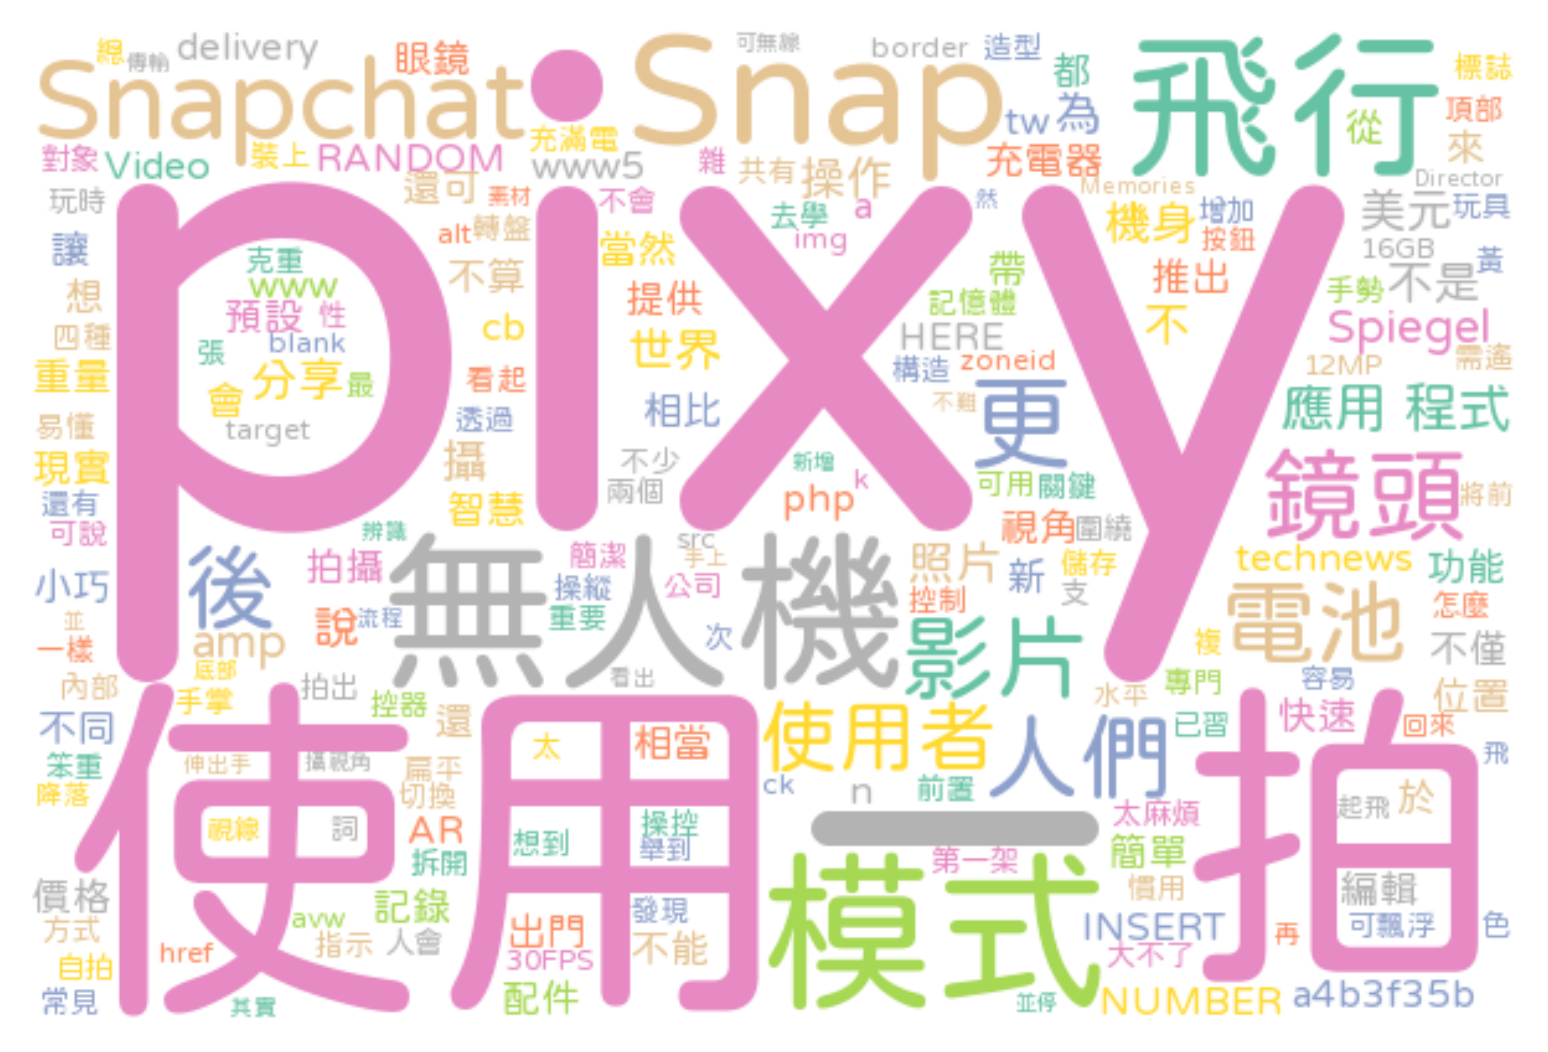 總 傳輸 delivery 眼鏡 可無線 border 造型 都 標誌
Snapchat · Snap 飛行
tw 為 從 頂部 來
對象 Video 裝上 RANDOM 充滿電 www5 雜 共有 操作 充電器
還可 素材 不會 去學 a 然 Memories Director
玩時 alt 轉盤 img 機身 增加 美元 玩具
讓 克重 當然 按鈕 16GB 黃
pixy
想 www 不算 提供 帶 推出 手勢 不是
預設 性 記憶體 Spiegel
四種 張 blank cb 世界 HERE 不
重量 會 分享 最 看起 構造 zoneid 12MP 需遙
易懂 target 透過 相比 不難 更 應用 程式
現實 攝 不少 新增 鏡頭
還有 智慧 兩個 php k 可用 關鍵 將前
可說 辨識 src 視角 圍繞
小巧 後 拍攝 無人機 簡潔 手上 照片 新 儲存 technews 功能
操縱 公司 控制 支 電池 怎麼
並 說 流程 重要 次 影片
一樣 amp 複 不僅
內部 底部 拍出 看出 水平 專門 容易 位置
手掌 控器
使用 拍
不同 還 太 相當 使用者 人們 已習 快速 回來
笨重 伸出手 攝視角 扁平 ck n 前置 飛
降落 切換 太麻煩 起飛 於
視線 詞 AR 想到 操控 一
拆開 舉到 第一架 簡單
價格 模式 慣用 編輯
方式 avw 記錄 出門 發現 INSERT 再 可飄浮 色
自拍 href 指示 人會 30FPS 不能 大不了
常見 其實 配件 並停 NUMBER a4b3f35b